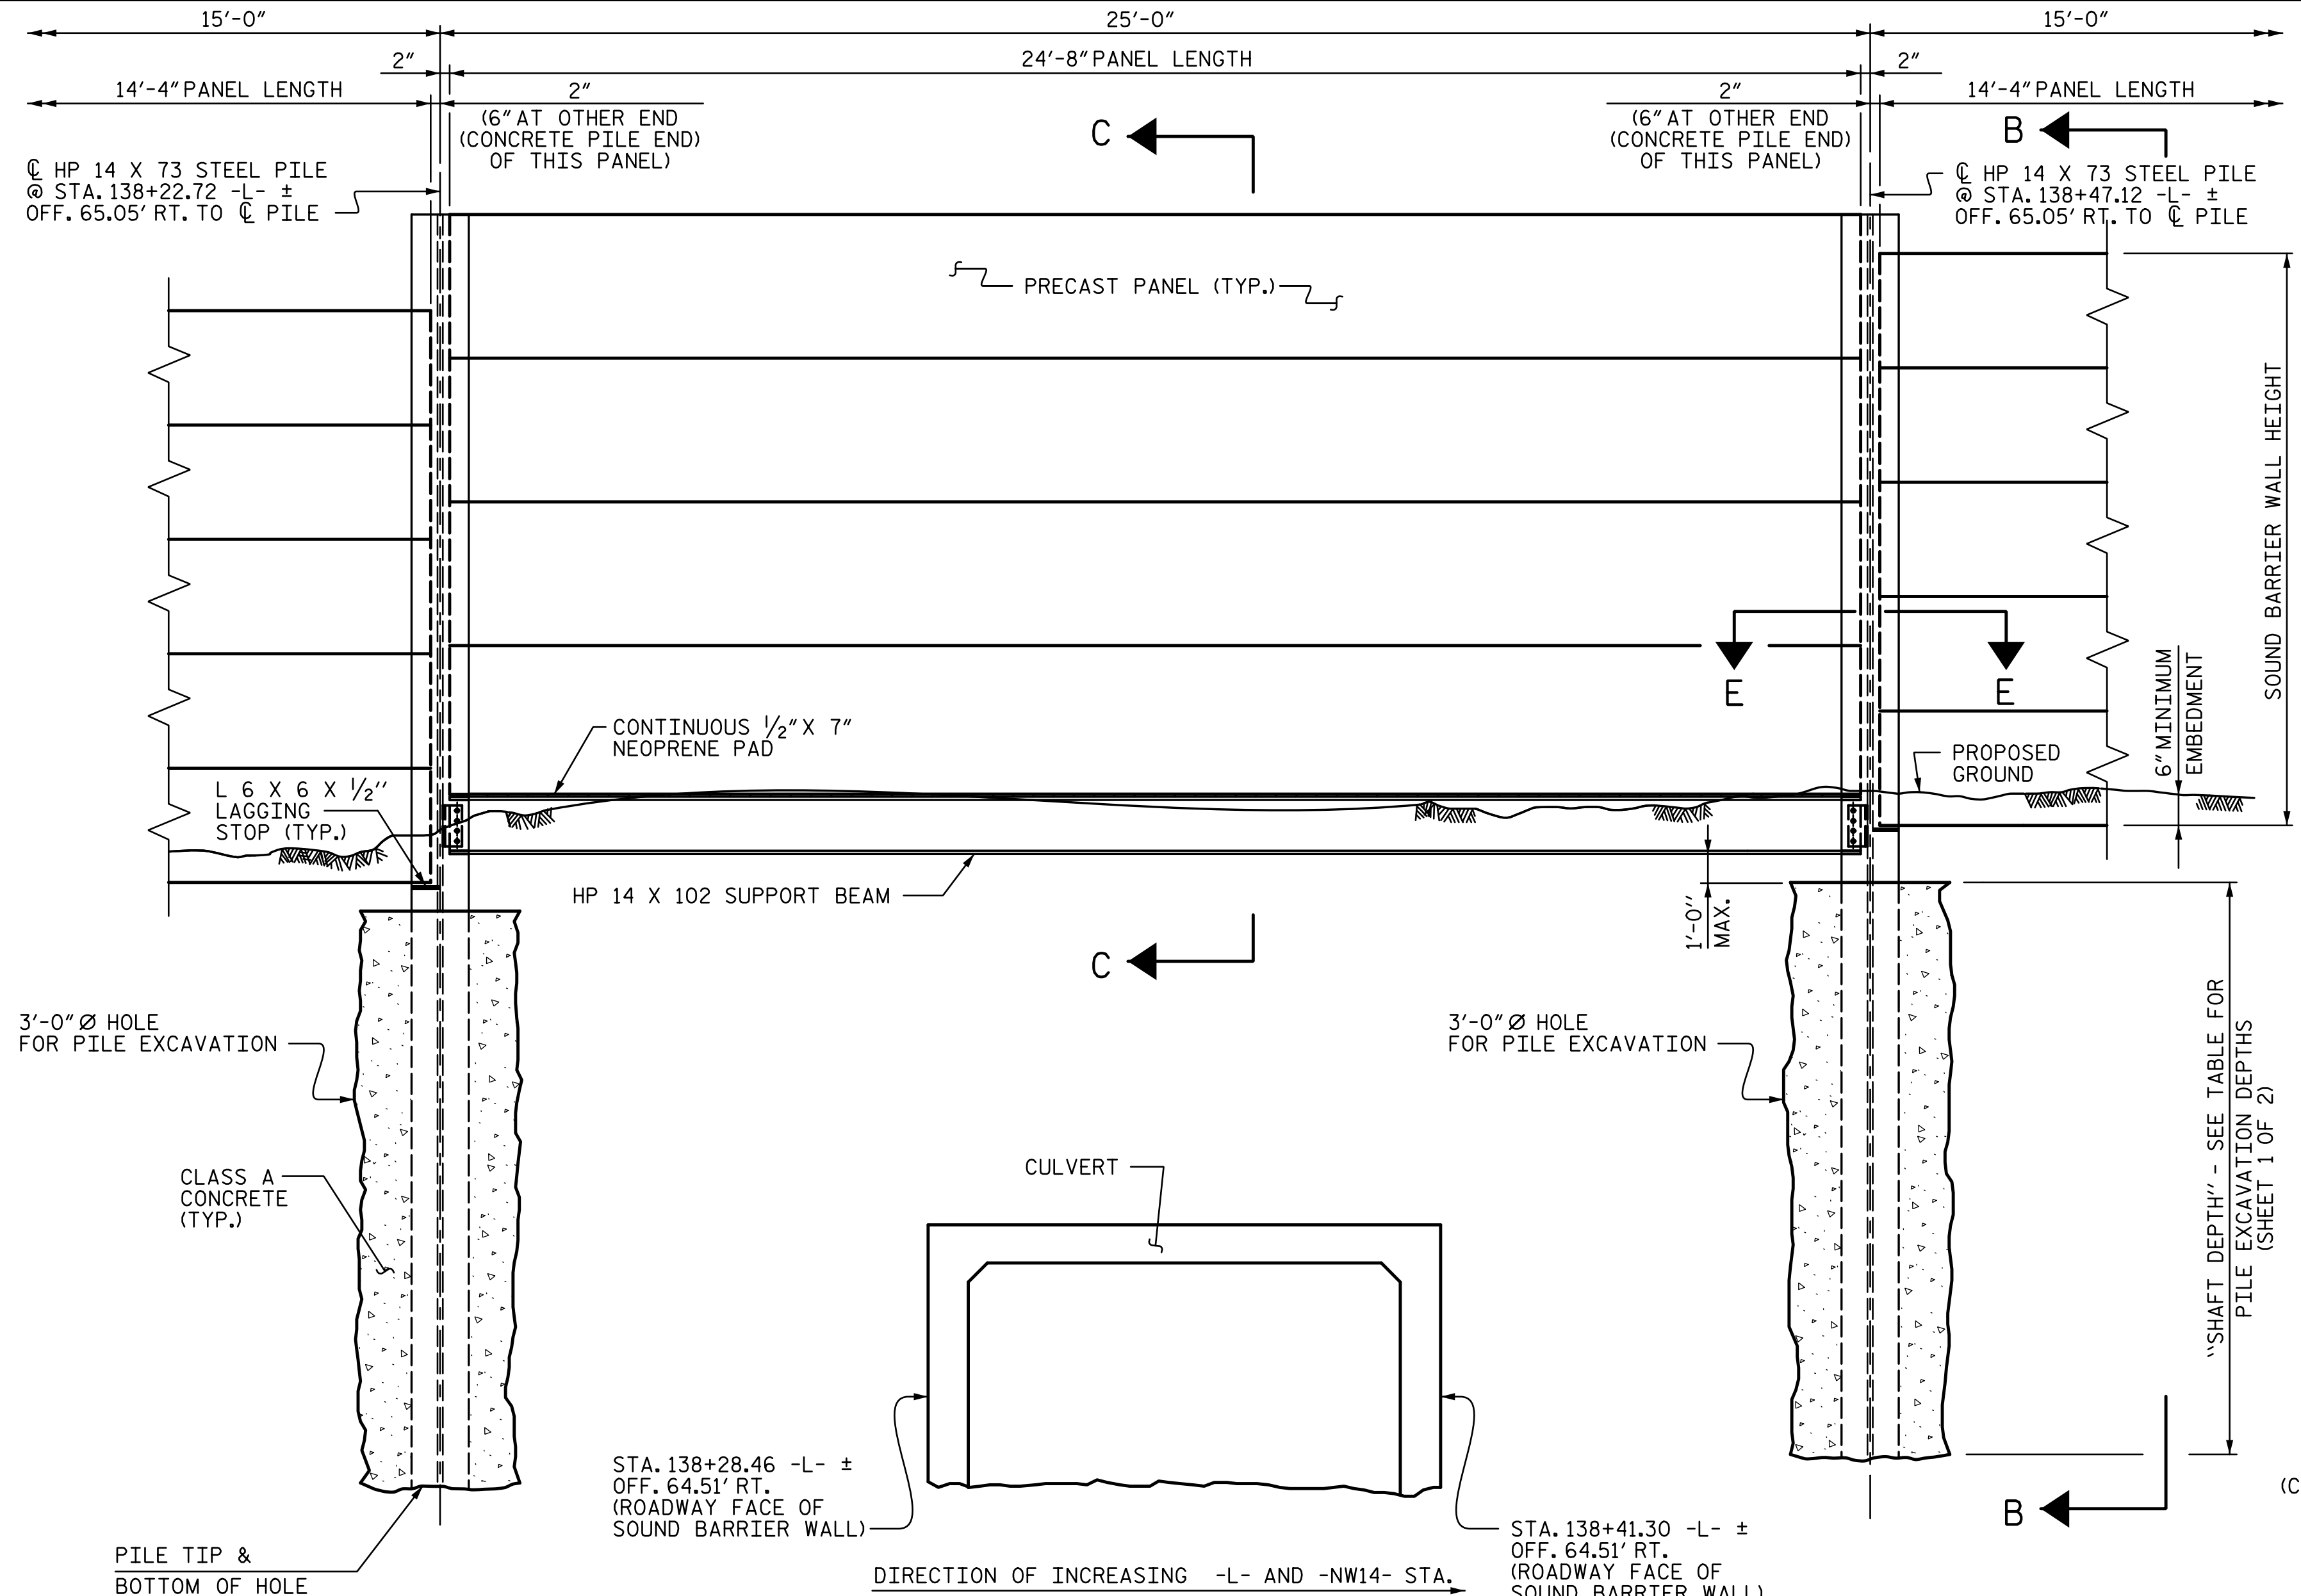 15'-0"
25'-0"
15'-0"
2"
24'-8" PANEL LENGTH
2"
14'-4" PANEL LENGTH
2"
(6" AT OTHER END
(CONCRETE PILE END)
OF THIS PANEL)
2"
(6" AT OTHER END
(CONCRETE PILE END)
OF THIS PANEL)
14'-4" PANEL LENGTH
C
B
℄ HP 14 X 73 STEEL PILE
@ STA. 138+22.72 -L- ±
OFF. 65.05' RT. TO ℄ PILE
℄ HP 14 X 73 STEEL PILE
@ STA. 138+47.12 -L- ±
OFF. 65.05' RT. TO ℄ PILE
PRECAST PANEL (TYP.)
SOUND BARRIER WALL HEIGHT
E
E
6" MINIMUM
EMBEDMENT
CONTINUOUS 1/2" X 7"
NEOPRENE PAD
PROPOSED
GROUND
L 6 X 6 X 1/2"
LAGGING
STOP (TYP.)
HP 14 X 102 SUPPORT BEAM
1'-0"
MAX.
C
3'-0" Ø HOLE
FOR PILE EXCAVATION
3'-0" Ø HOLE
FOR PILE EXCAVATION
"SHAFT DEPTH" - SEE TABLE FOR
PILE EXCAVATION DEPTHS
(SHEET 1 OF 2)
CLASS A
CONCRETE
(TYP.)
CULVERT
STA. 138+28.46 -L- ±
OFF. 64.51' RT.
(ROADWAY FACE OF
SOUND BARRIER WALL)
(C
B
STA. 138+41.30 -L- ±
OFF. 64.51' RT.
(ROADWAY FACE OF
SOUND BARRIER WALL)
PILE TIP &
BOTTOM OF HOLE
DIRECTION OF INCREASING -L- AND -NW14- STA.